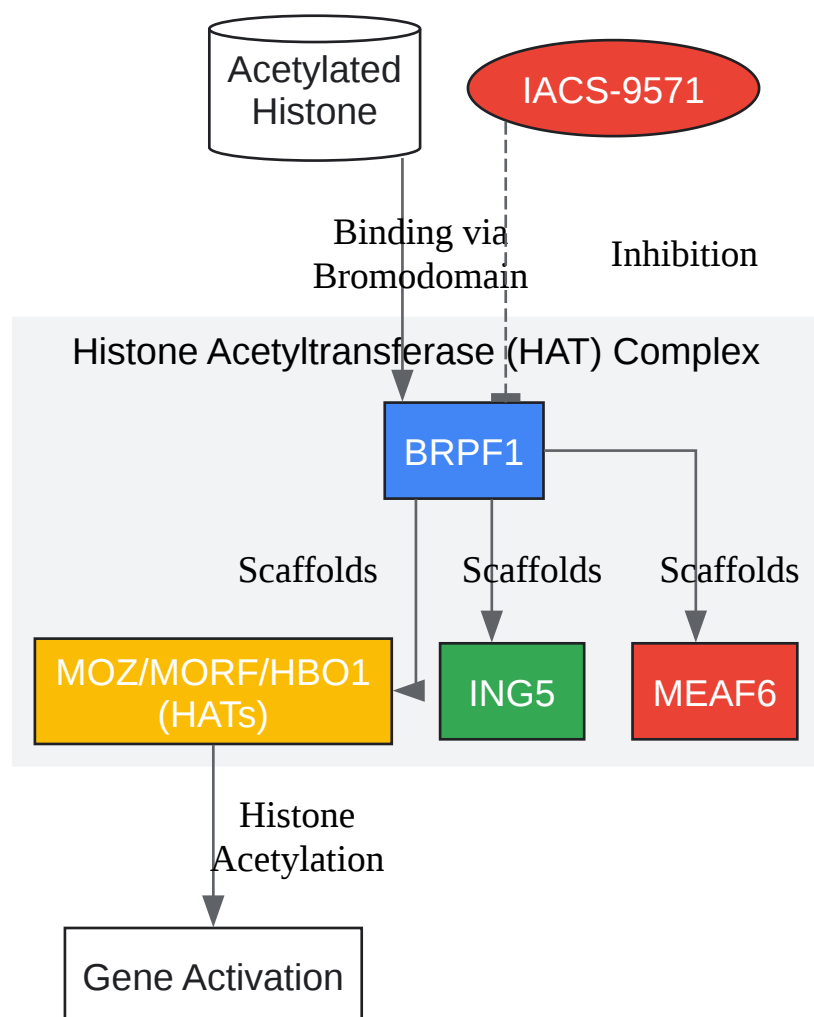 Acetylated
Histone
IACS-9571
Binding via
Bromodomain
Inhibition
Histone Acetyltransferase (HAT) Complex
BRPF1
Scaffolds
Scaffolds
Scaffolds
MOZ/MORF/HBO1
(HATs)
ING5
MEAF6
Histone
Acetylation
Gene Activation